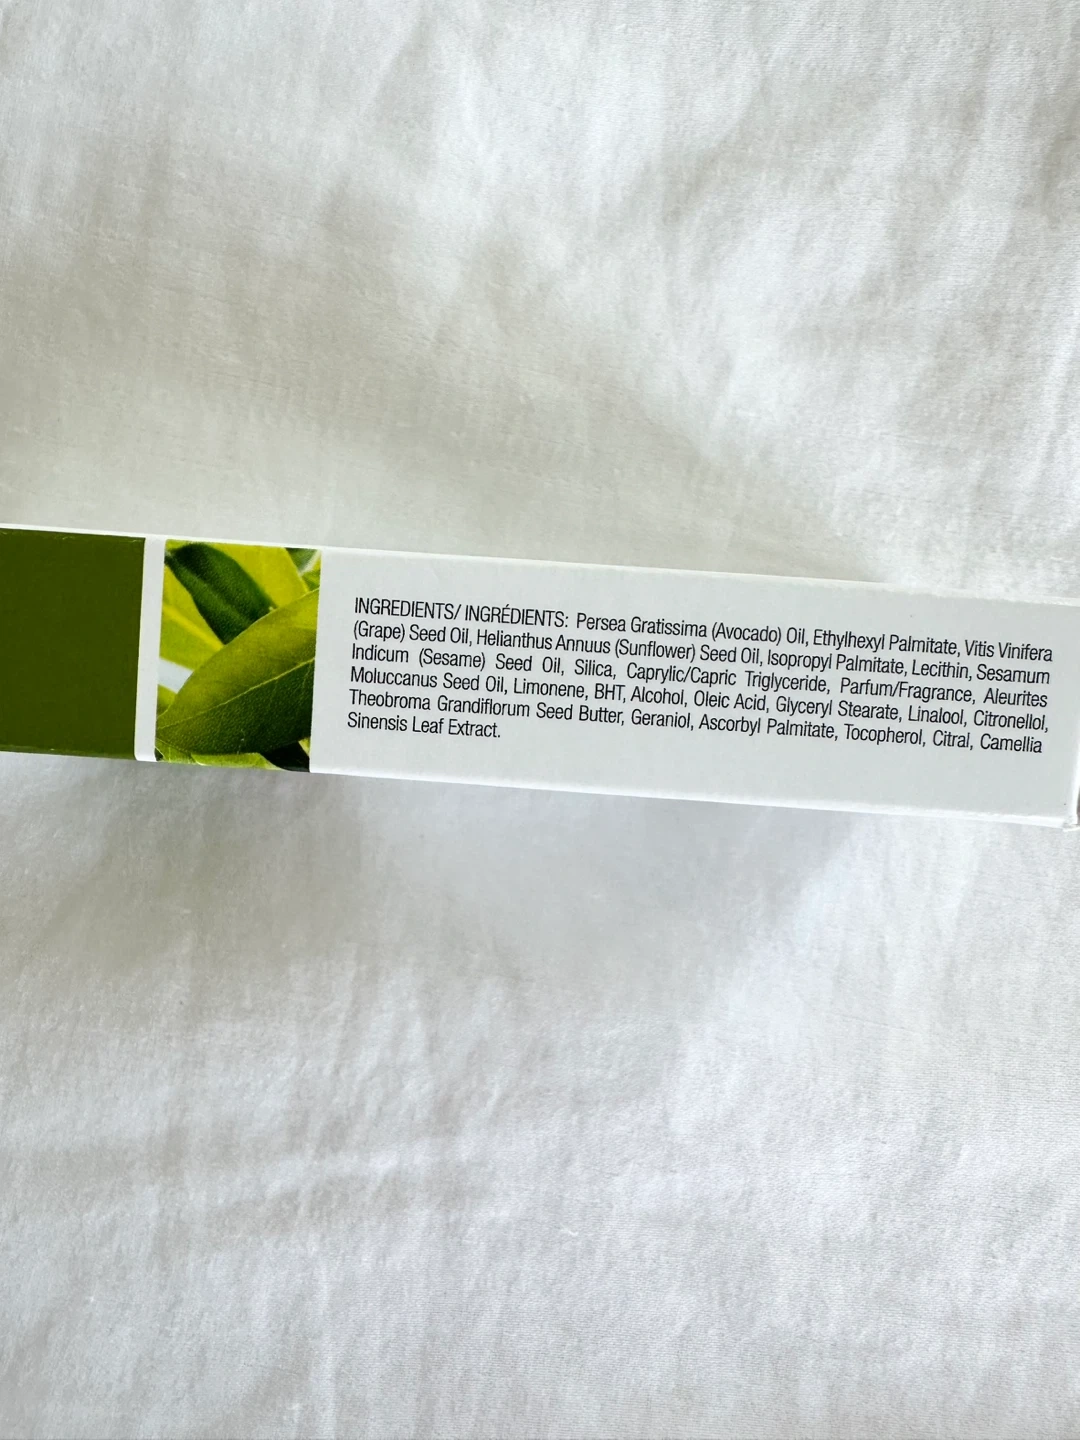 INGREDIENTS/ INGRÉDIENTS: Persea Gratissima (Avocado) Oil, Ethylhexyl Palmitate, Vitis Vinifera
(Grape) Seed Oil, Helianthus Annuus (Sunflower) Seed Oil, Isopropyl Palmitate, Lecithin, Sesamum
Indicum (Sesame) Seed Oil, Silica, Caprylic/Capric Triglyceride, Parfum/Fragrance, Aleurites
Moluccanus Seed Oil, Limonene, BHT, Alcohol, Oleic Acid, Glyceryl Stearate, Linalool, Citronellol,
Theobroma Grandiflorum Seed Butter, Geraniol, Ascorbyl Palmitate, Tocopherol, Citral, Camellia
Sinensis Leaf Extract.